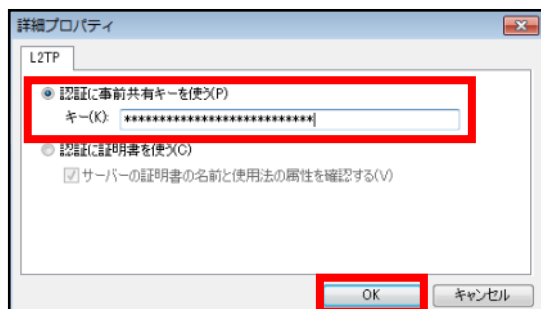 詳細プロパティ
L2TP
認証に事前共有キーを使う(P)
キー(K): ***************************
認証に証明書を使う(C)
サーバーの証明書の名前と使用法の属性を確認する(V)
OK キャンセル